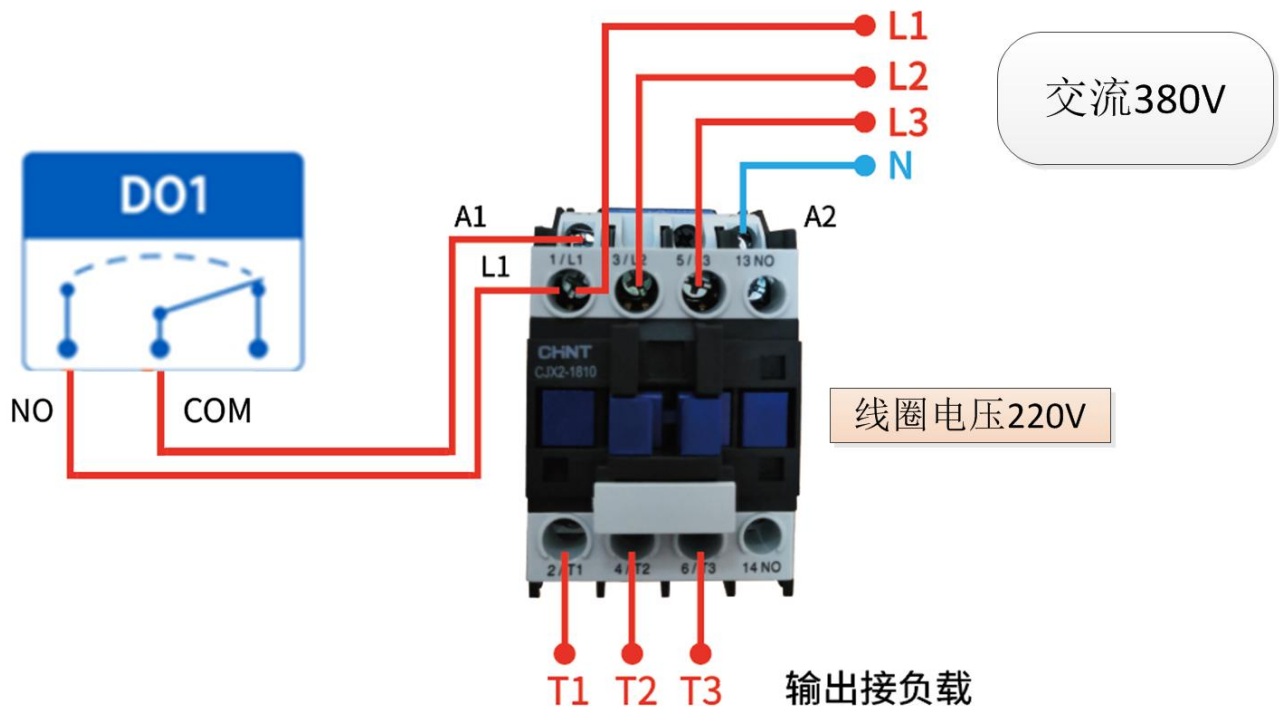 L1
L2
L3
N
交流380V
DO1
A1
A2
L1
1/L1
3/L2
5/L3
13 NO
CHNT
CJX2-1810
NO
COM
线圈电压220V
2/T1
4/T2
6/T3
14 NO
T1
T2
T3
输出接负载